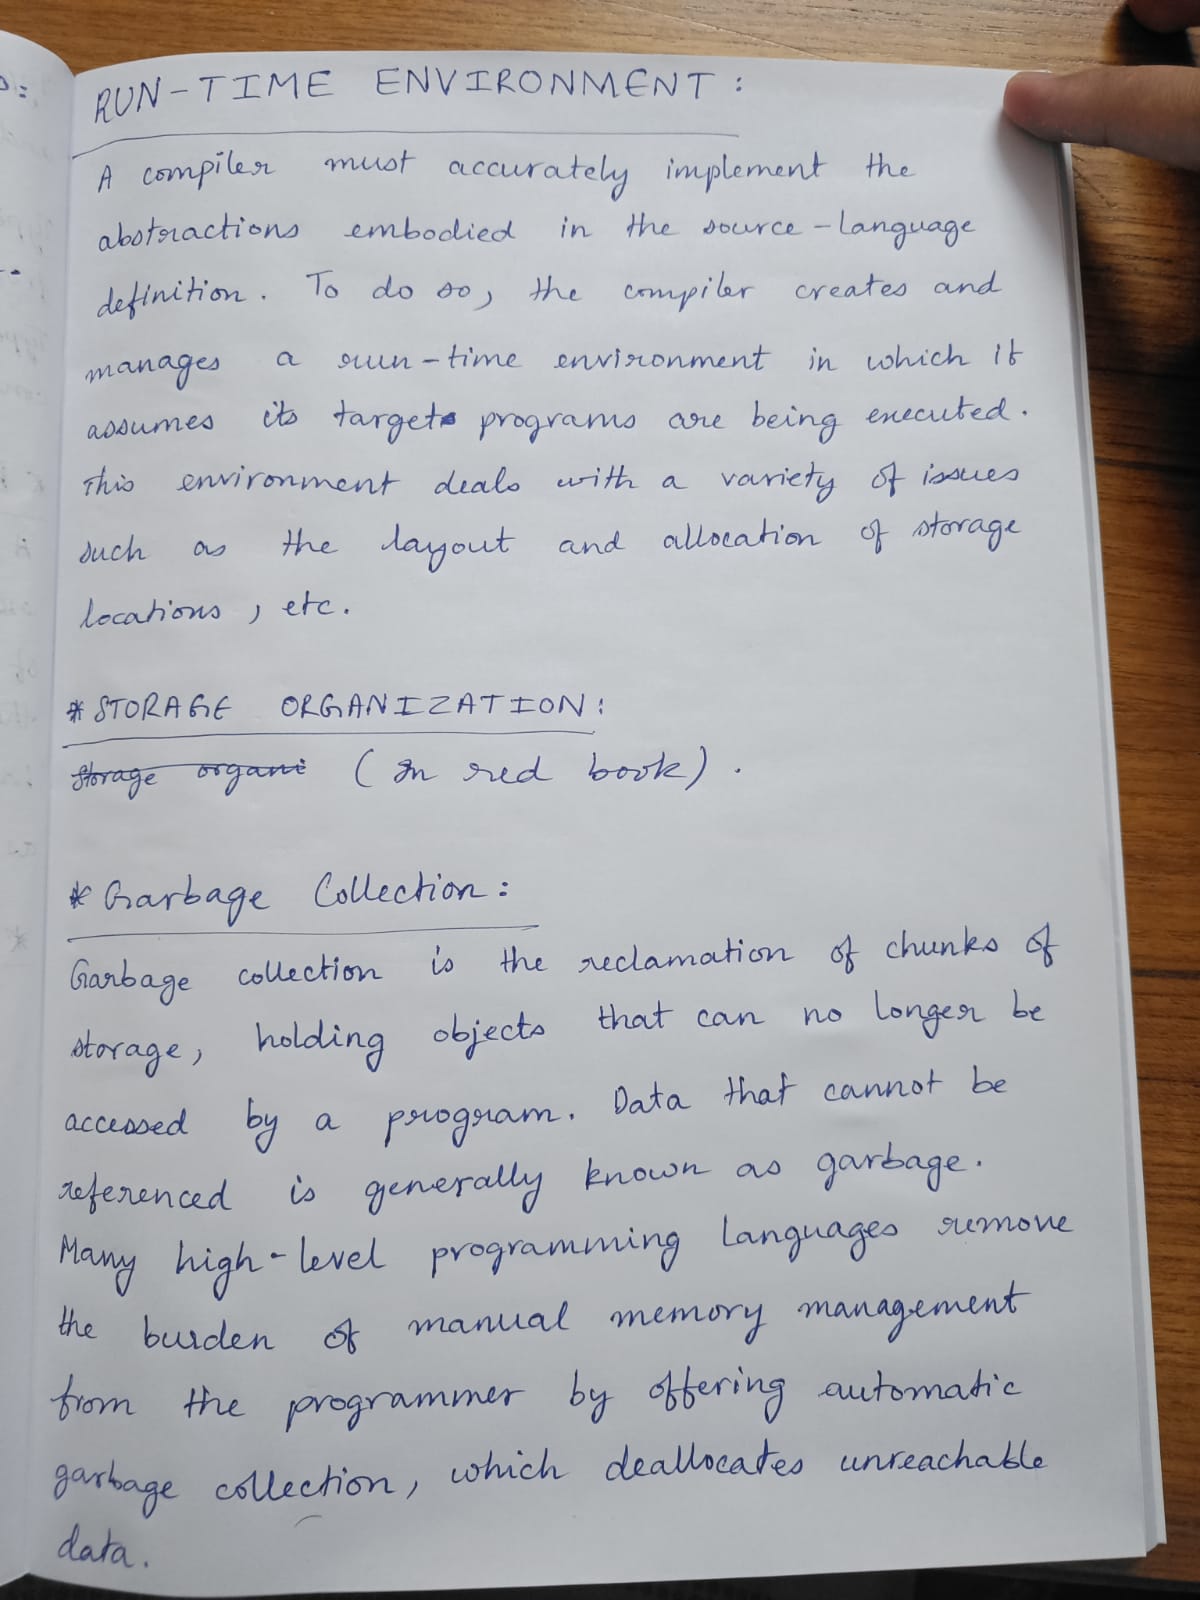 RUN-TIME ENVIRONMENT :
A compiler must accurately implement the
abstractions embodied in the source-language
definition. To do so, the compiler creates and
manages a run-time environment in which it
assumes its target programs are being executed.
This environment deals with a variety of issues
such as the layout and allocation of storage
locations, etc.
* STORAGE ORGANIZATION :
Storage organi (In red book).
* Garbage Collection :
Garbage collection is the reclamation of chunks of
storage, holding objects that can no longer be
accessed by a program. Data that cannot be
referenced is generally known as garbage.
Many high-level programming languages remove
the burden of manual memory management
from the programmer by offering automatic
garbage collection, which deallocates unreachable
data.